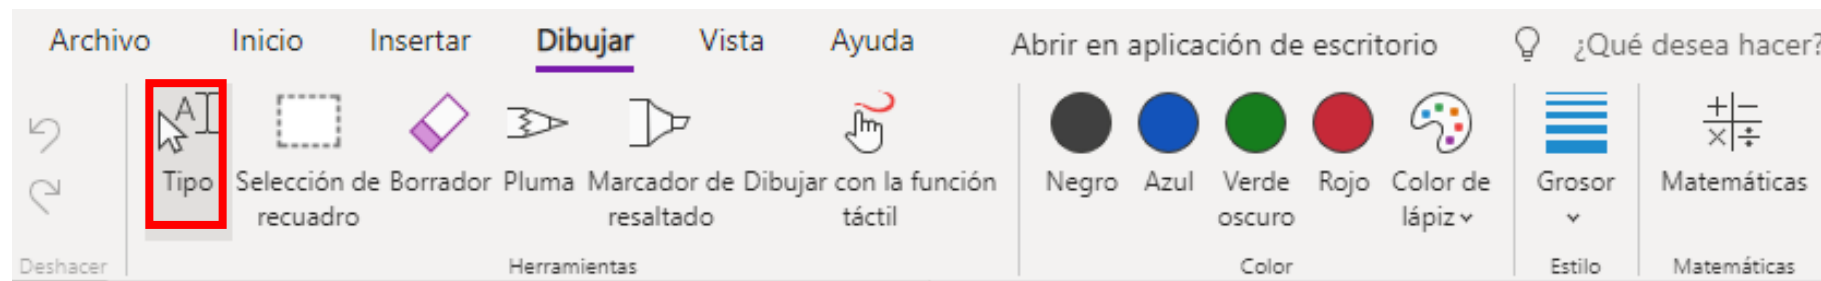 Archivo Inicio Insertar Dibujar Vista Ayuda Abrir en aplicación de escritorio ¿Qué desea hacer?
Tipo Selección de recuadro Borrador Pluma Marcador de resaltado Dibujar con la función táctil Negro Azul Verde oscuro Rojo Color de lápiz Grosor Matemáticas
Deshacer Herramientas Color Estilo Matemáticas